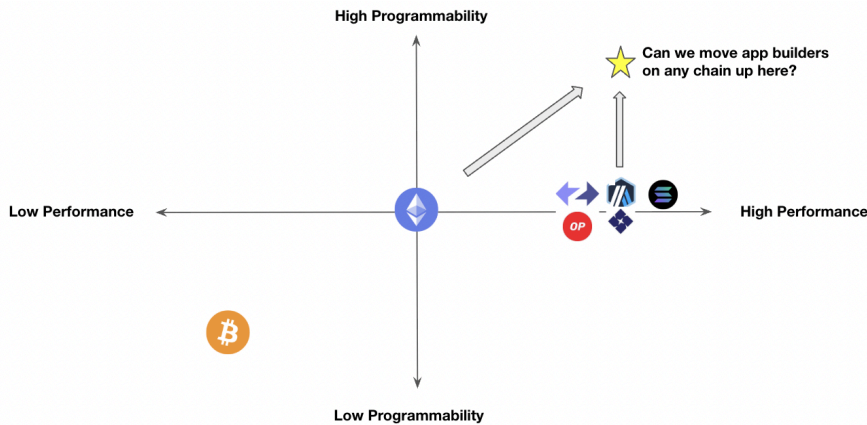 High Programmability
Can we move app builders
on any chain up here?
Low Performance
High Performance
OP
Low Programmability